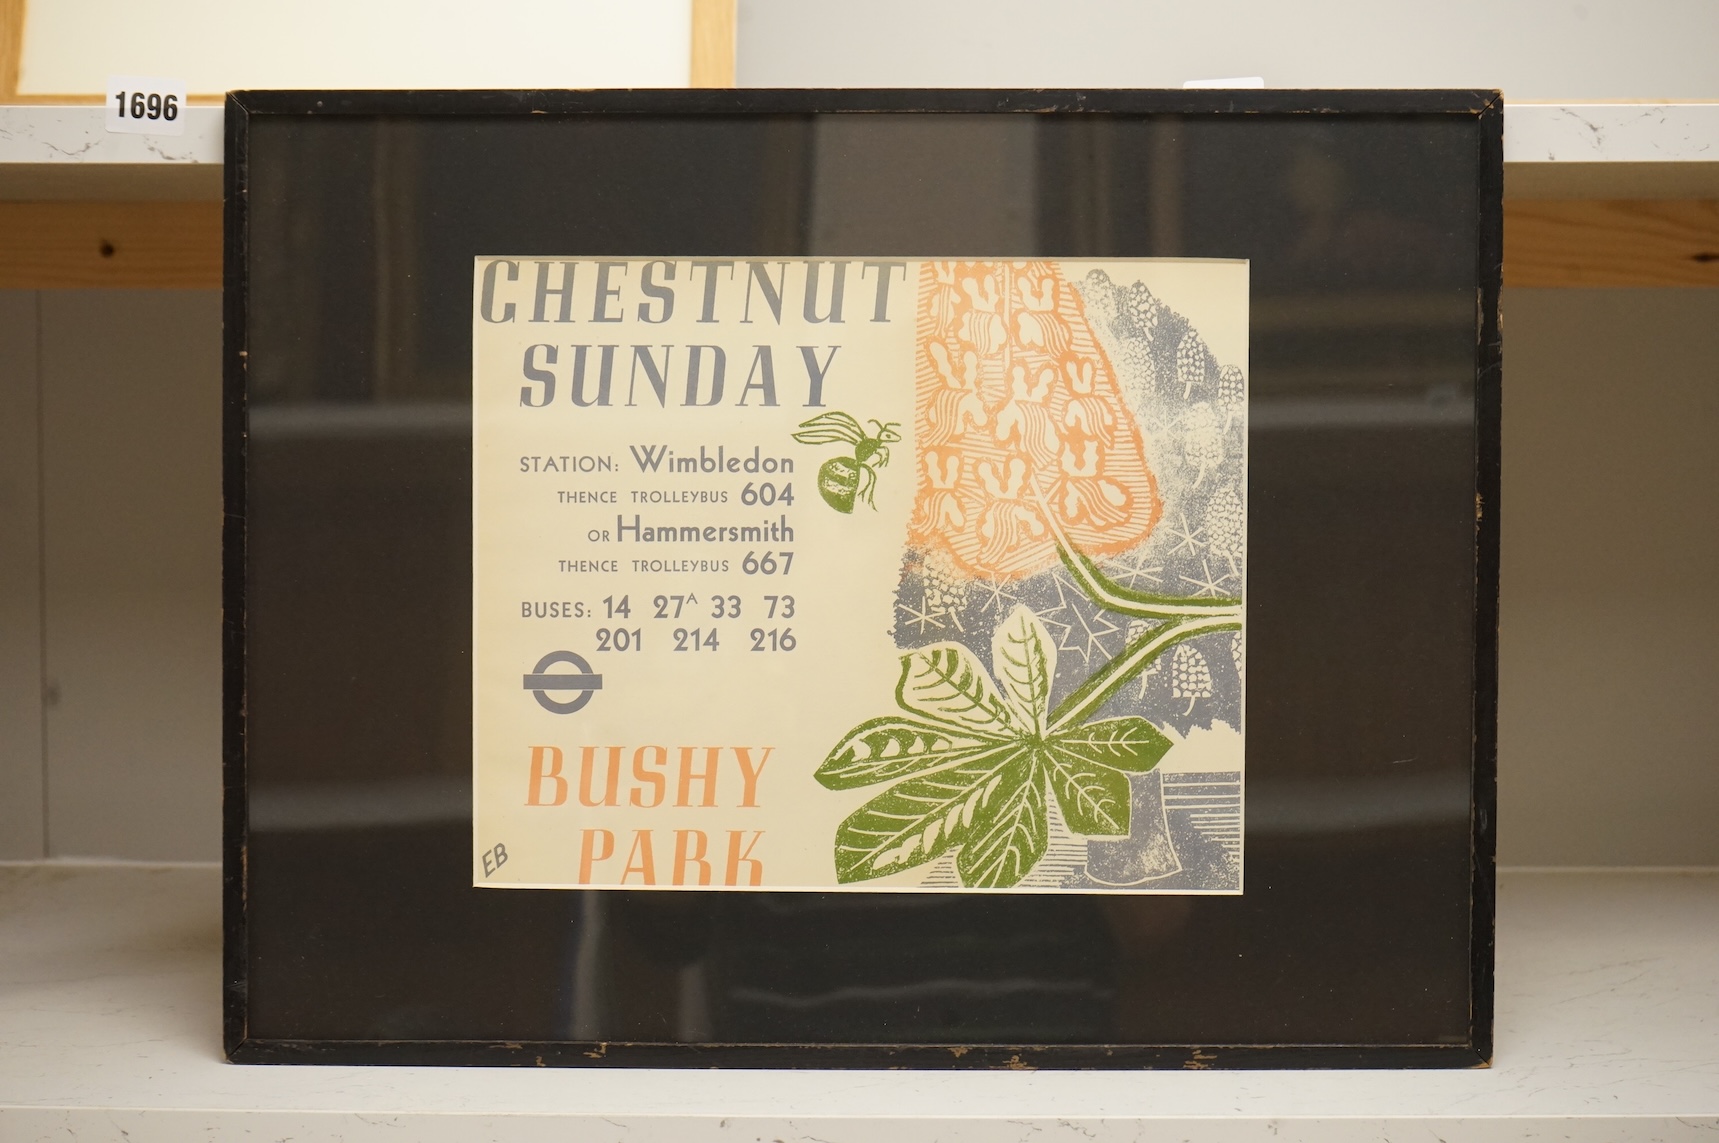 1696
CHESTNUT
SUNDAY
STATION: Wimbledon
THENCE TROLLEYBUS 604
OR Hammersmith
THENCE TROLLEYBUS 667
BUSES: 14 27A 33 73
201 214 216
BUSHY
PARK
EB